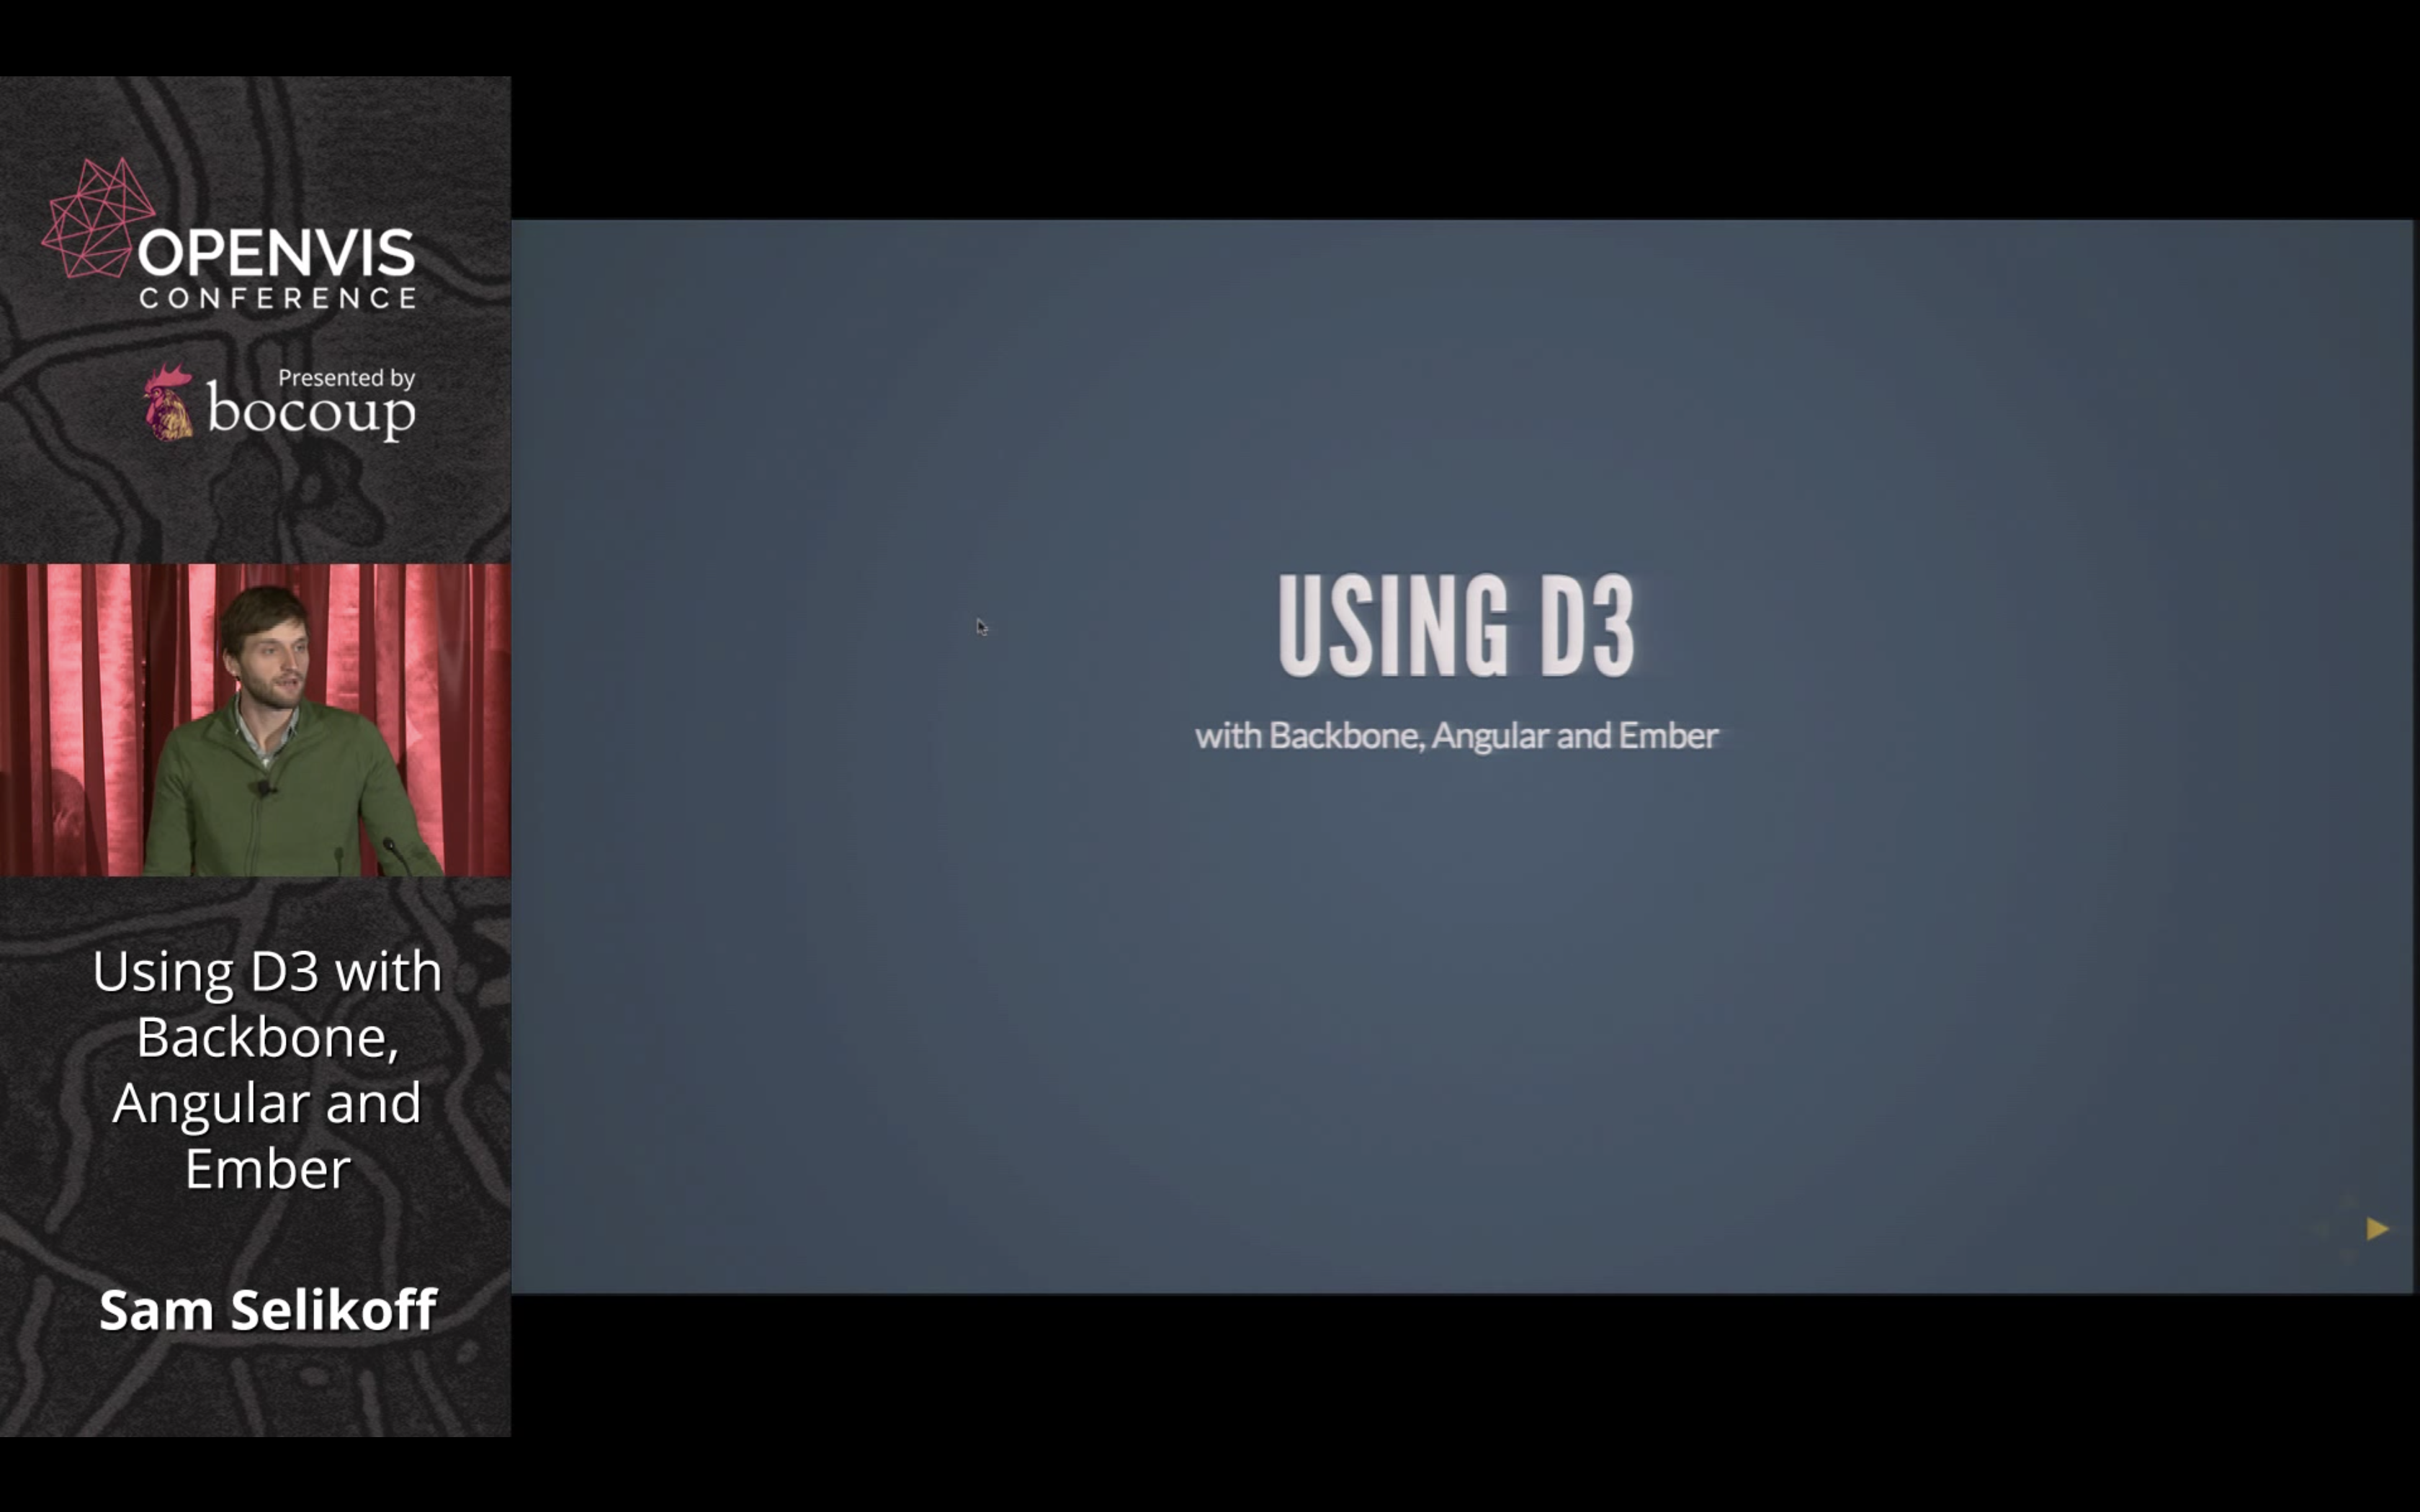 OPENVIS
CONFERENCE
Presented by
bocoup
Using D3 with
Backbone,
Angular and
Ember
Sam Selikoff
USING D3
with Backbone, Angular and Ember